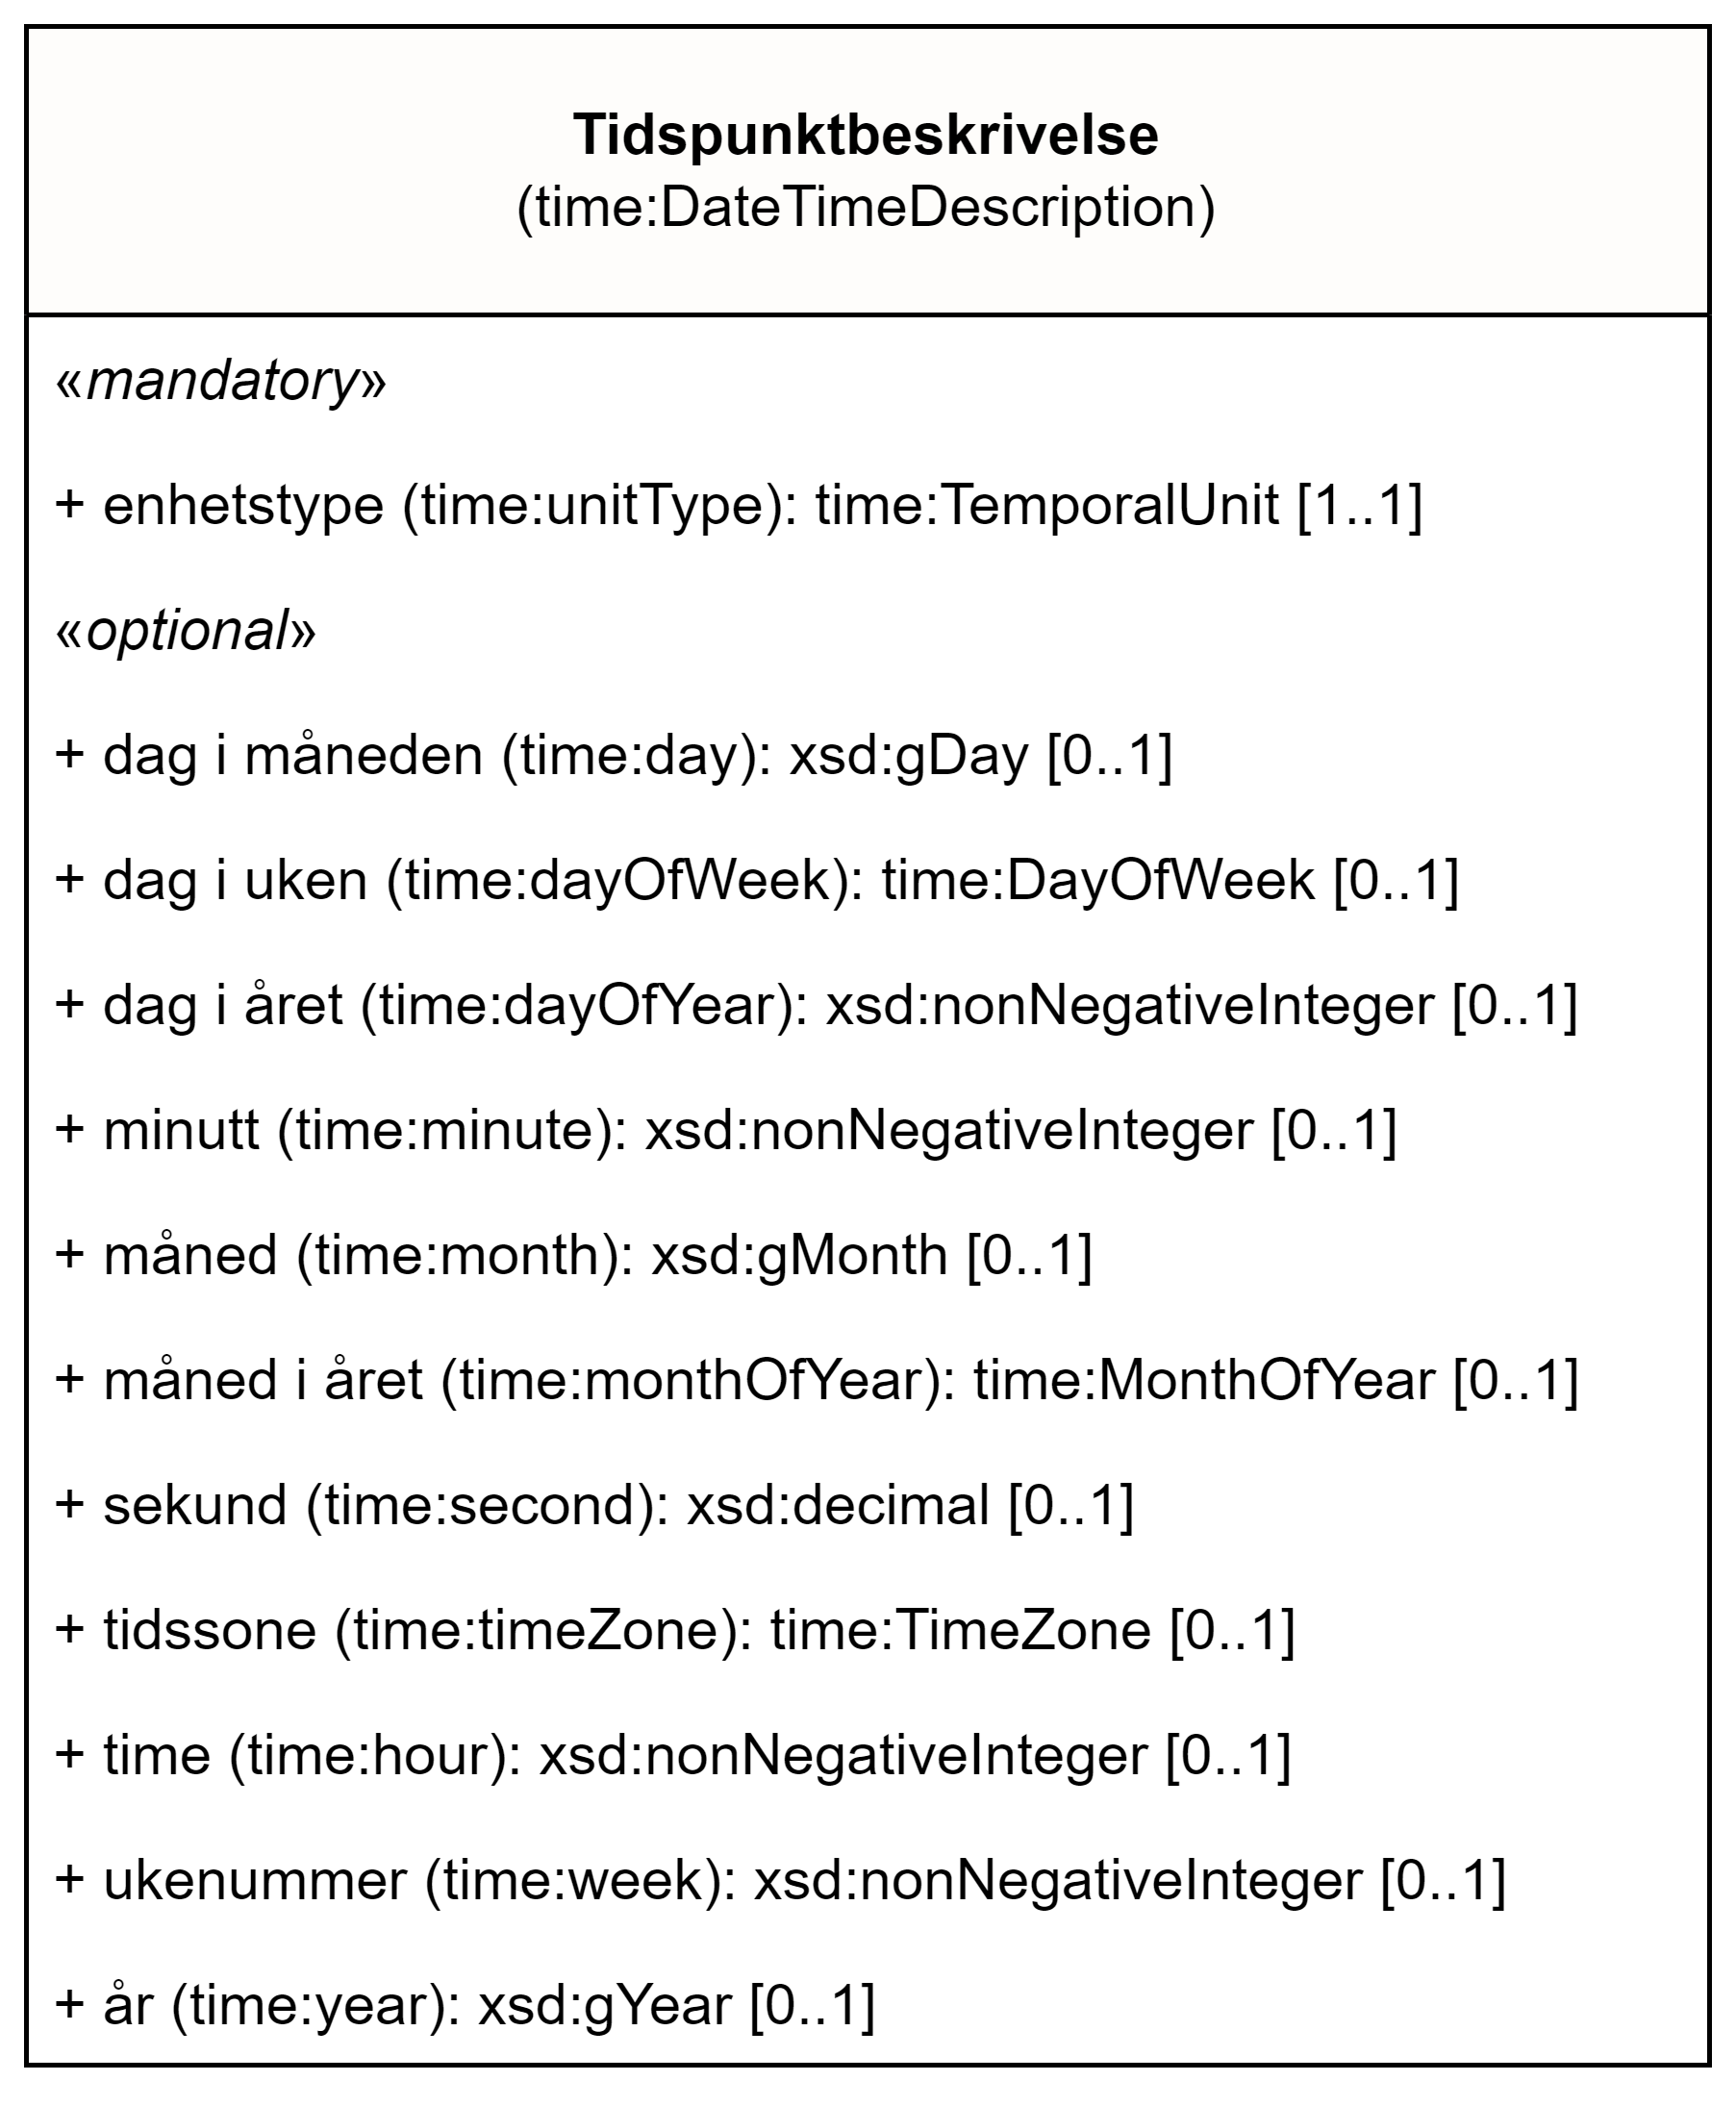 Tidspunktbeskrivelse
(time:DateTimeDescription)
«mandatory»
+ enhetstype (time:unitType): time:TemporalUnit [1..1]
«optional»
+ dag i måneden (time:day): xsd:gDay [0..1]
+ dag i uken (time:dayOfWeek): time:DayOfWeek [0..1]
+ dag i året (time:dayOfYear): xsd:nonNegativeInteger [0..1]
+ minutt (time:minute): xsd:nonNegativeInteger [0..1]
+ måned (time:month): xsd:gMonth [0..1]
+ måned i året (time:monthOfYear): time:MonthOfYear [0..1]
+ sekund (time:second): xsd:decimal [0..1]
+ tidssone (time:timeZone): time:TimeZone [0..1]
+ time (time:hour): xsd:nonNegativeInteger [0..1]
+ ukenummer (time:week): xsd:nonNegativeInteger [0..1]
+ år (time:year): xsd:gYear [0..1]